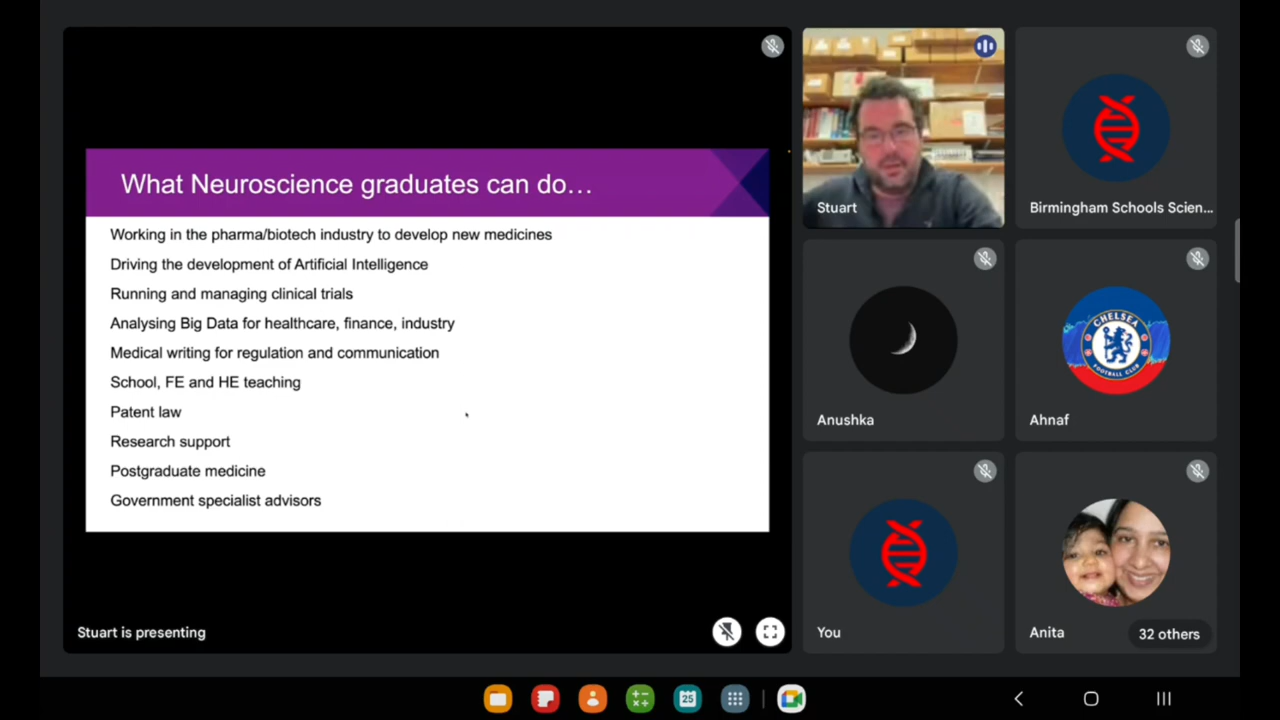 What Neuroscience graduates can do…
Working in the pharma/biotech industry to develop new medicines
Driving the development of Artificial Intelligence
Running and managing clinical trials
Analysing Big Data for healthcare, finance, industry
Medical writing for regulation and communication
School, FE and HE teaching
Patent law
Research support
Postgraduate medicine
Government specialist advisors
Stuart is presenting
Stuart
Birmingham Schools Scien...
Anushka
CHELSEA
FOOTBALL CLUB
Ahnaf
You
Anita
32 others
25